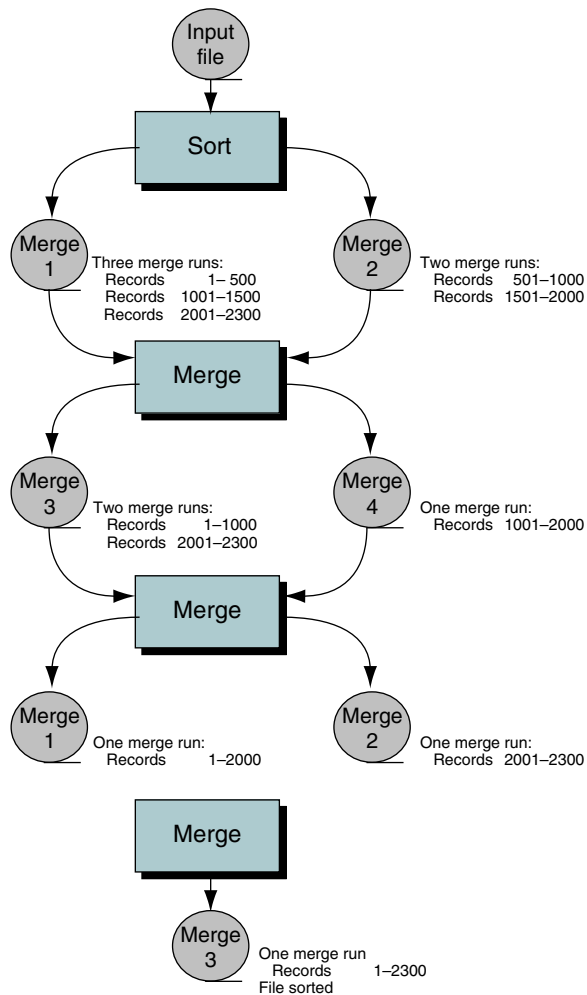 Input
file
Sort
Merge
1
Three merge runs:
Records 1– 500
Records 1001–1500
Records 2001–2300
Merge
2
Two merge runs:
Records 501–1000
Records 1501–2000
Merge
Merge
3
Two merge runs:
Records 1–1000
Records 2001–2300
Merge
4
One merge run:
Records 1001–2000
Merge
Merge
1
One merge run:
Records 1–2000
Merge
2
One merge run:
Records 2001–2300
Merge
Merge
3
One merge run
Records 1–2300
File sorted